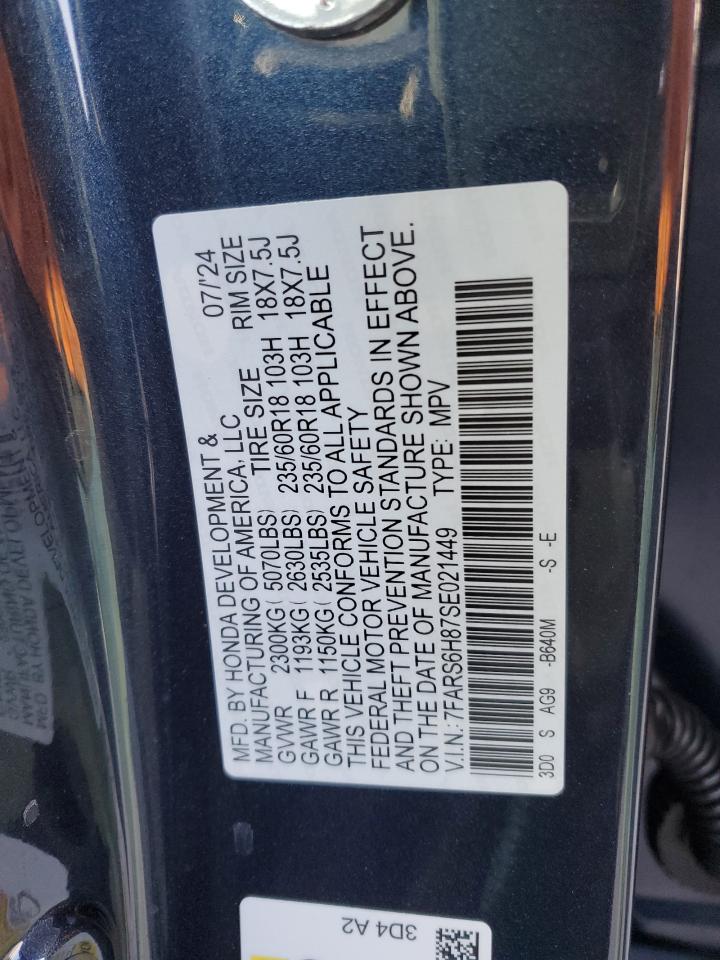 MFD. BY HONDA DEVELOPMENT &
MANUFACTURING OF AMERICA, LLC 07/'24
TIRE SIZE RIM SIZE
GVWR 2300KG ( 5070LBS) 235/60R18 103H 18X7.5J
GAWR F 1193KG ( 2630LBS) 235/60R18 103H 18X7.5J
GAWR R 1150KG ( 2535LBS)
THIS VEHICLE CONFORMS TO ALL APPLICABLE
FEDERAL MOTOR VEHICLE SAFETY
AND THEFT PREVENTION STANDARDS IN EFFECT
ON THE DATE OF MANUFACTURE SHOWN ABOVE.
V.I.N.: 7FARS6H87SE021449 TYPE: MPV
3D0 S AG9 -B640M -S -E
3D4 A2